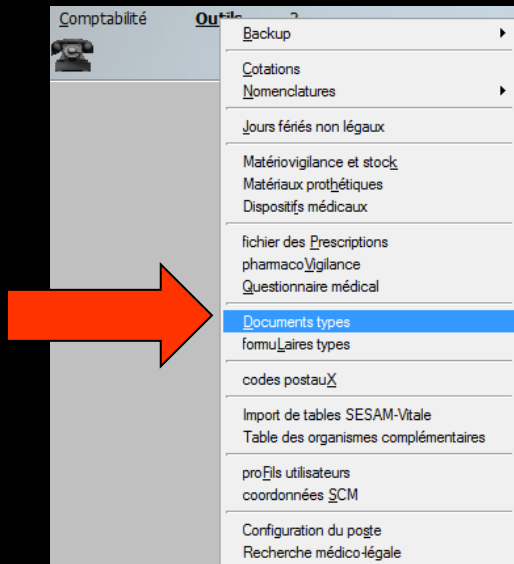 Comptabilité Outils ?
Backup
Cotations
Nomenclatures
Jours fériés non légaux
Matériovigilance et stock
Matériaux prothétiques
Dispositifs médicaux
fichier des Prescriptions
pharmacoVigilance
Questionnaire médical
Documents types
formuLaires types
codes postauX
Import de tables SESAM-Vitale
Table des organismes complémentaires
proFils utilisateurs
coordonnées SCM
Configuration du poste
Recherche médico-légale